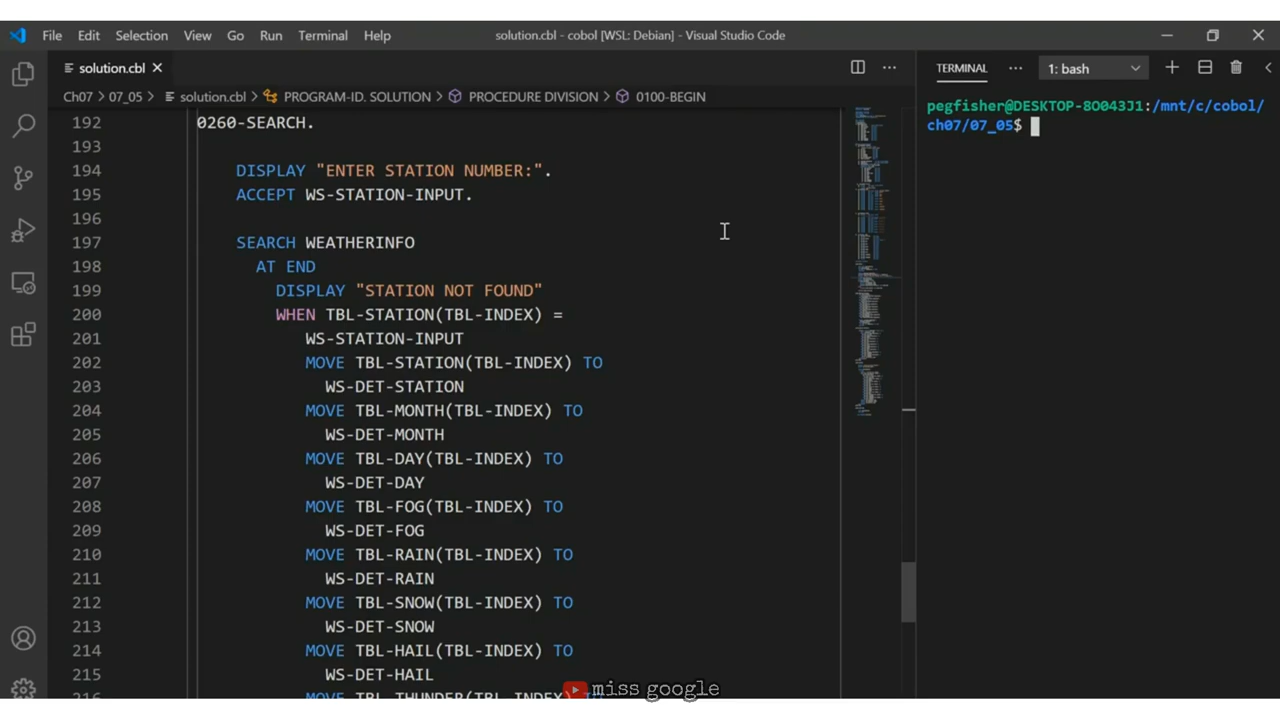 File Edit Selection View Go Run Terminal Help solution.cbl - cobol [WSL: Debian] - Visual Studio Code
solution.cbl
Ch07 > 07_05 > solution.cbl > PROGRAM-ID. SOLUTION > PROCEDURE DIVISION > 0100-BEGIN
192 0260-SEARCH.
193
194 DISPLAY "ENTER STATION NUMBER:".
195 ACCEPT WS-STATION-INPUT.
196
197 SEARCH WEATHERINFO
198 AT END
199 DISPLAY "STATION NOT FOUND"
200 WHEN TBL-STATION(TBL-INDEX) =
201 WS-STATION-INPUT
202 MOVE TBL-STATION(TBL-INDEX) TO
203 WS-DET-STATION
204 MOVE TBL-MONTH(TBL-INDEX) TO
205 WS-DET-MONTH
206 MOVE TBL-DAY(TBL-INDEX) TO
207 WS-DET-DAY
208 MOVE TBL-FOG(TBL-INDEX) TO
209 WS-DET-FOG
210 MOVE TBL-RAIN(TBL-INDEX) TO
211 WS-DET-RAIN
212 MOVE TBL-SNOW(TBL-INDEX) TO
213 WS-DET-SNOW
214 MOVE TBL-HAIL(TBL-INDEX) TO
215 WS-DET-HAIL
216 MOVE TBL-THUNDER(TBL-INDEX) TO
miss google
TERMINAL ... 1: bash
pegfisher@DESKTOP-8O043J1:/mnt/c/cobol/
ch07/07_05$